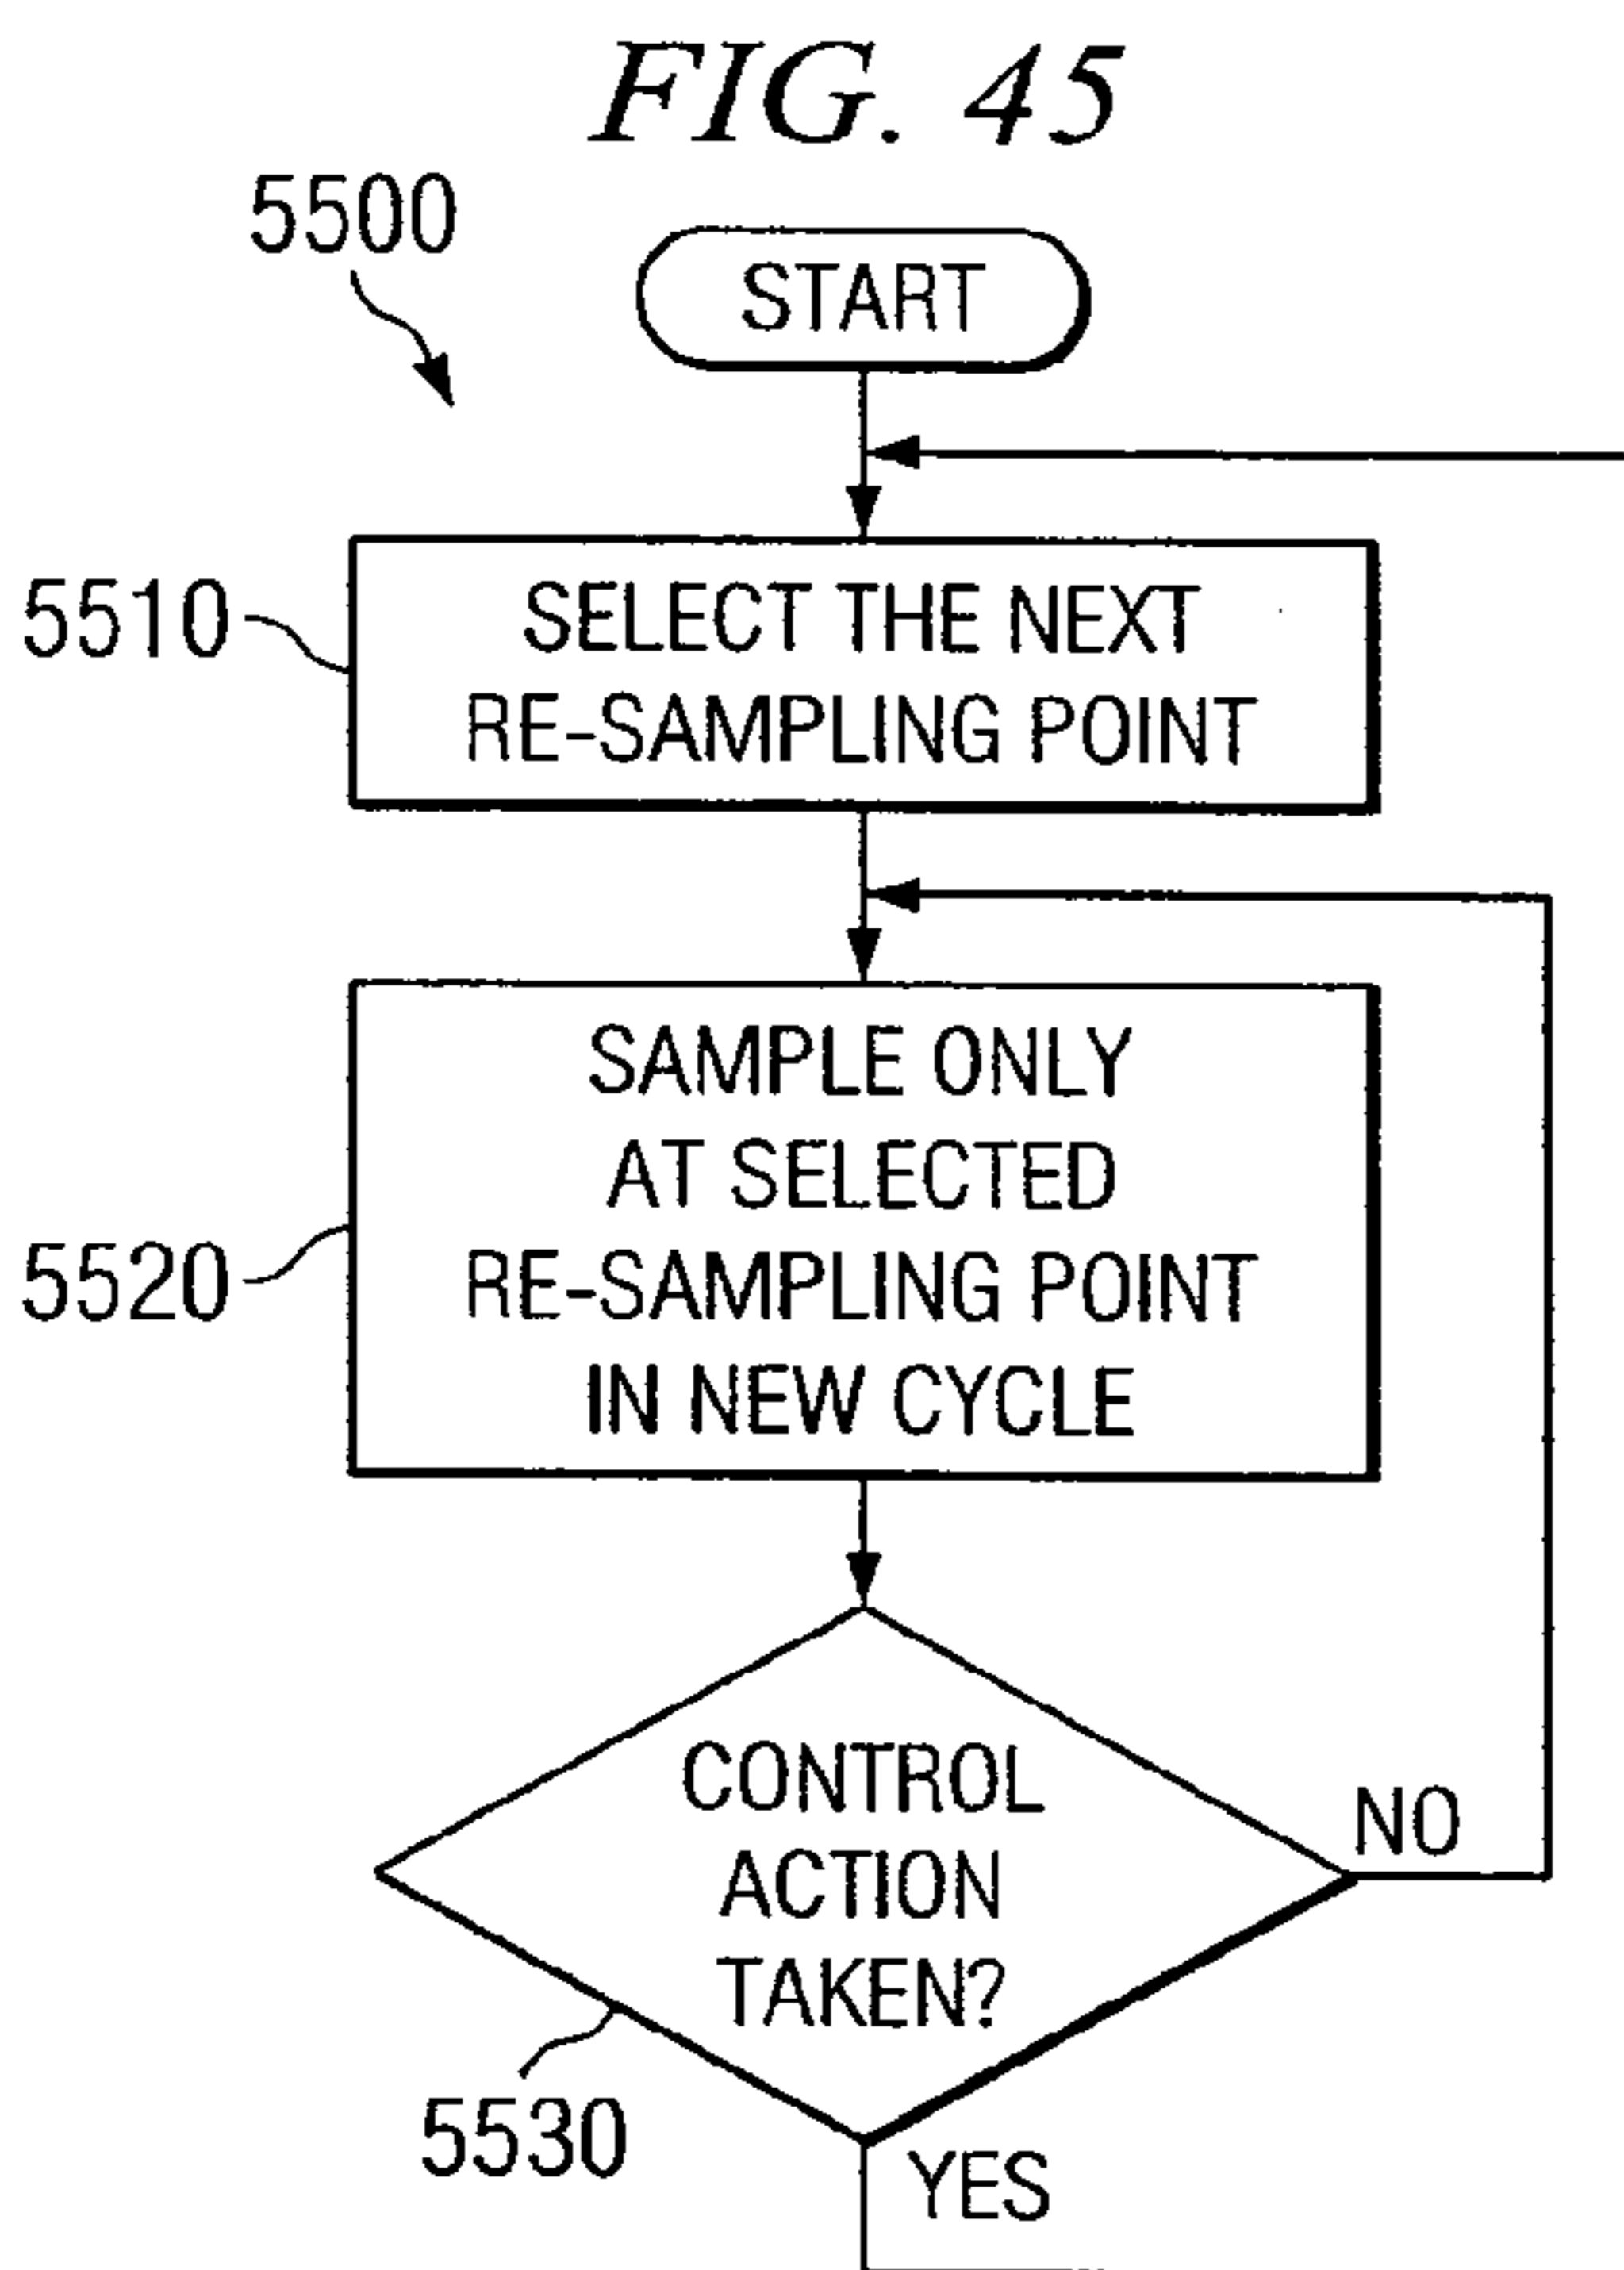 FIG. 45
5500
START
5510
SELECT THE NEXT
RE-SAMPLING POINT
5520
SAMPLE ONLY
AT SELECTED
RE-SAMPLING POINT
IN NEW CYCLE
CONTROL
ACTION
TAKEN?
NO
5530
YES